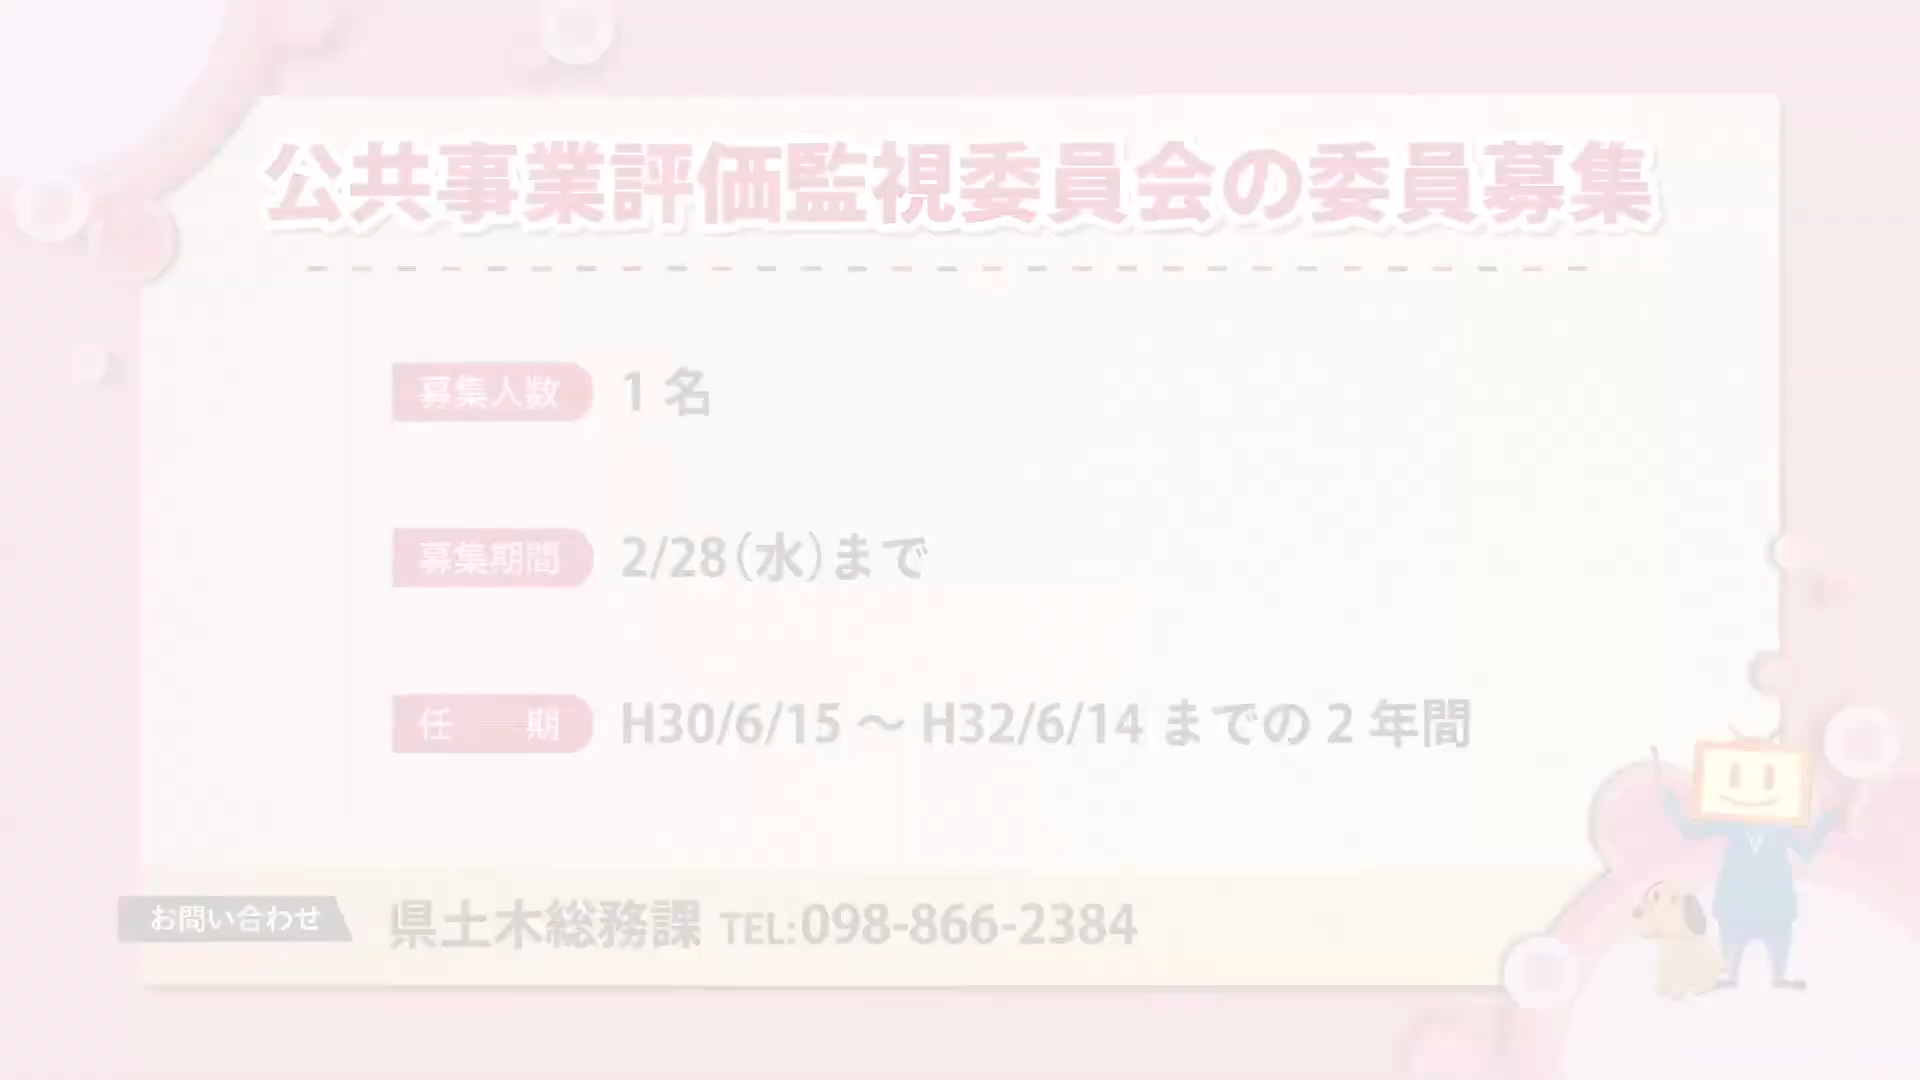 公共事業評価監視委員会の委員募集
募集人数 1名
募集期間 2/28(水)まで
任期 H30/6/15 ～ H32/6/14 までの 2 年間
お問い合わせ 県土木総務課 TEL:098-866-2384